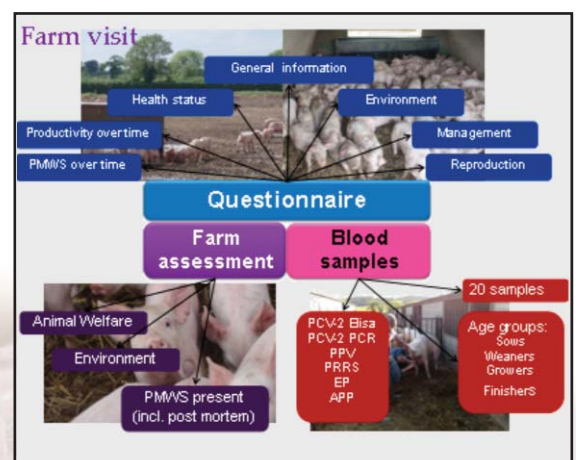 Farm visit
General information
Health status
Environment
Productivity over time
Management
PMWS over time
Reproduction
Questionnaire
Farm
assessment
Blood
samples
Animal Welfare
Environment
PMWS present
(incl. post mortem)
PCV-2 Elisa
PCV-2 PCR
PPV
PRRS
EP
APP
20 samples
Age groups:
Sows
Weaners
Growers
Finishers